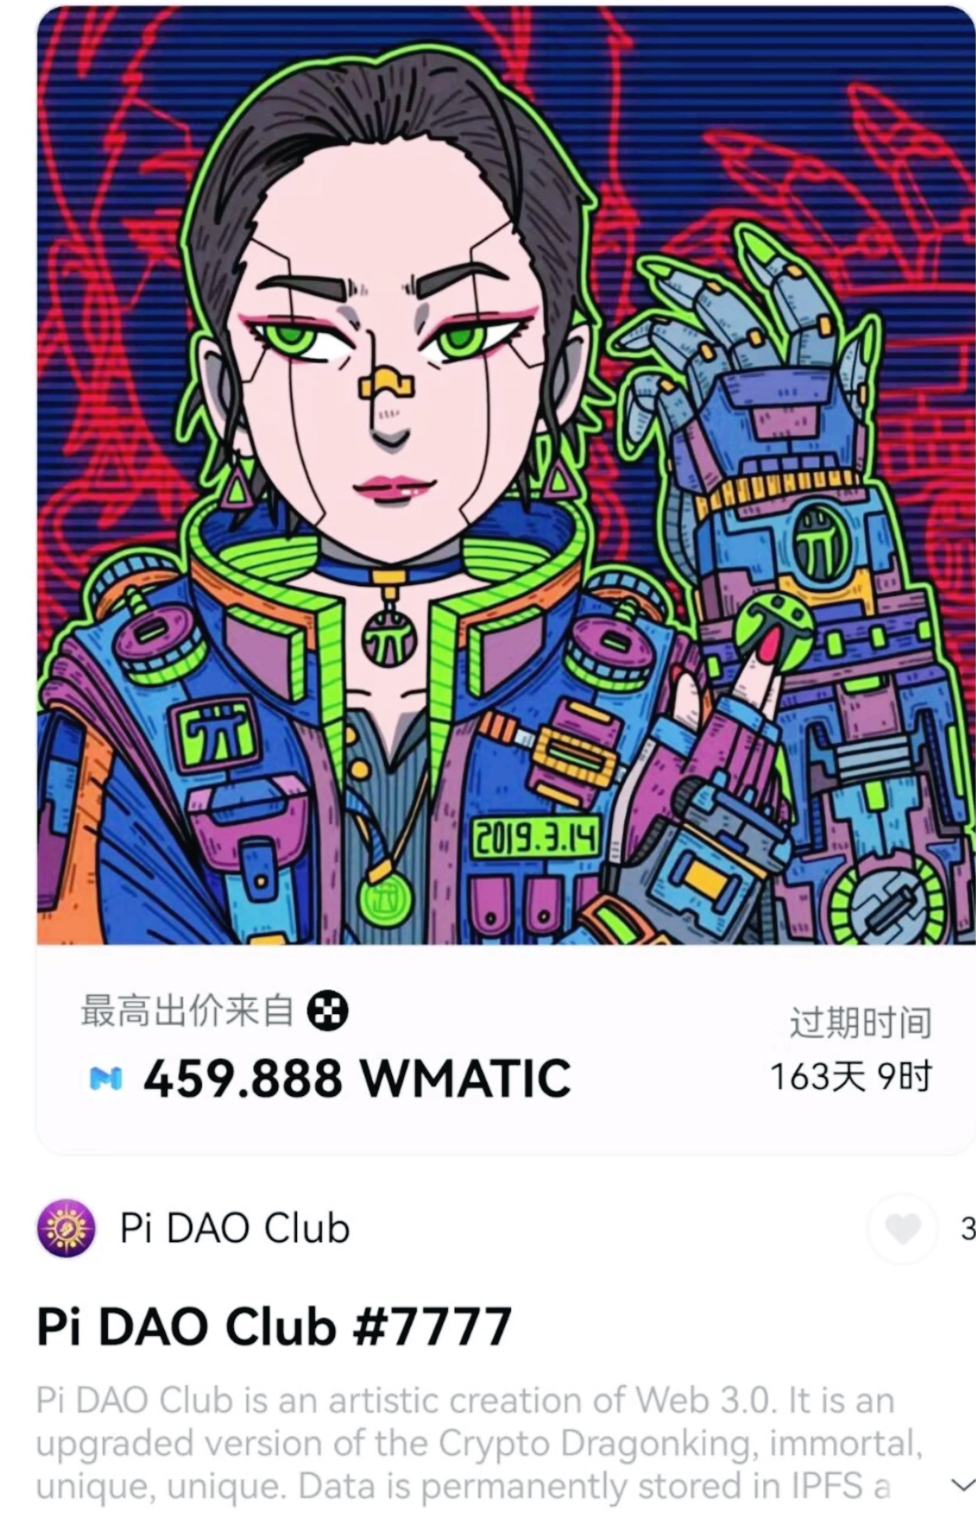 2019.3.14
最高出价来自
过期时间
459.888 WMATIC
163天 9时
Pi DAO Club
3
Pi DAO Club #7777
Pi DAO Club is an artistic creation of Web 3.0. It is an
upgraded version of the Crypto Dragonking, immortal,
unique, unique. Data is permanently stored in IPFS a